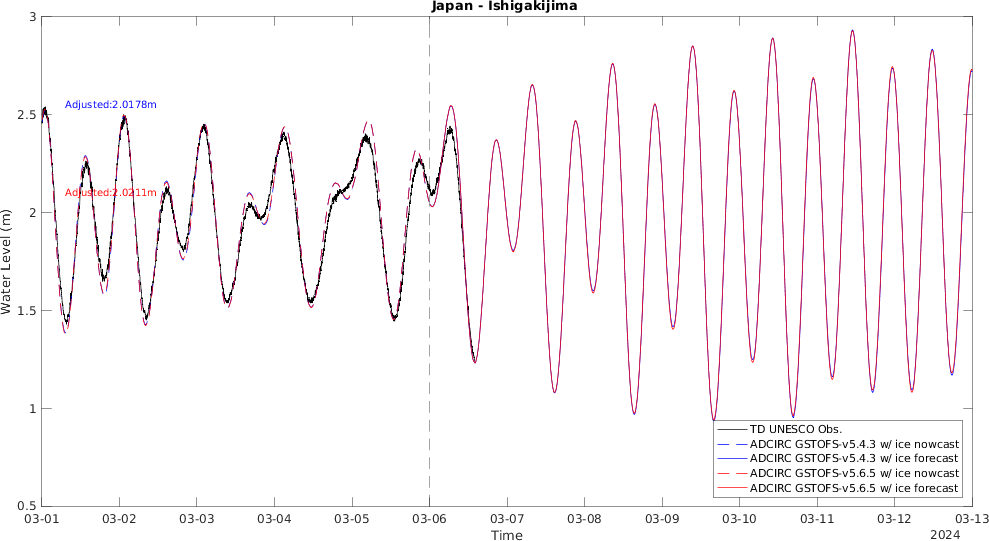 Japan - Ishigakijima
3
2.5
2
1.5
1
0.5
Water Level (m)
Adjusted:2.0178m
Adjusted:2.0211m
TD UNESCO Obs.
ADCIRC GSTOFS-v5.4.3 w/ ice nowcast
ADCIRC GSTOFS-v5.4.3 w/ ice forecast
ADCIRC GSTOFS-v5.6.5 w/ ice nowcast
ADCIRC GSTOFS-v5.6.5 w/ ice forecast
03-01 03-02 03-03 03-04 03-05 03-06 03-07 03-08 03-09 03-10 03-11 03-12 03-13
Time
2024